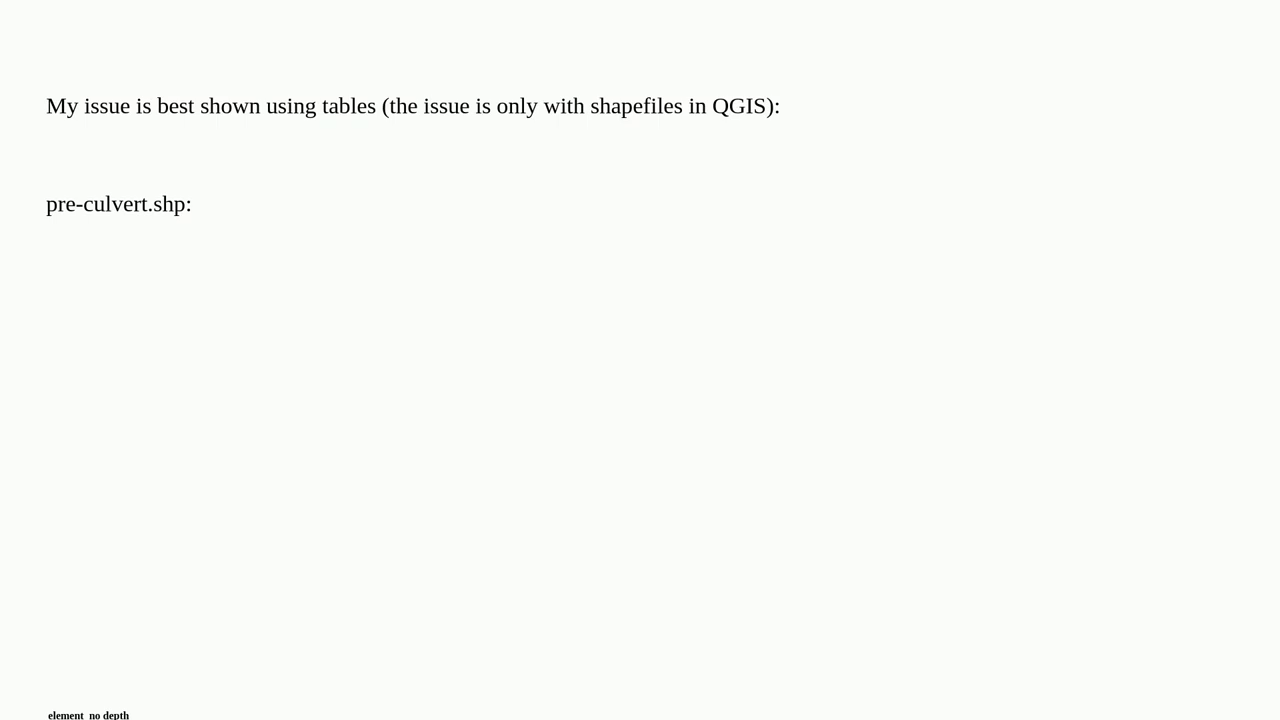 My issue is best shown using tables (the issue is only with shapefiles in QGIS):
pre-culvert.shp:
element_no depth